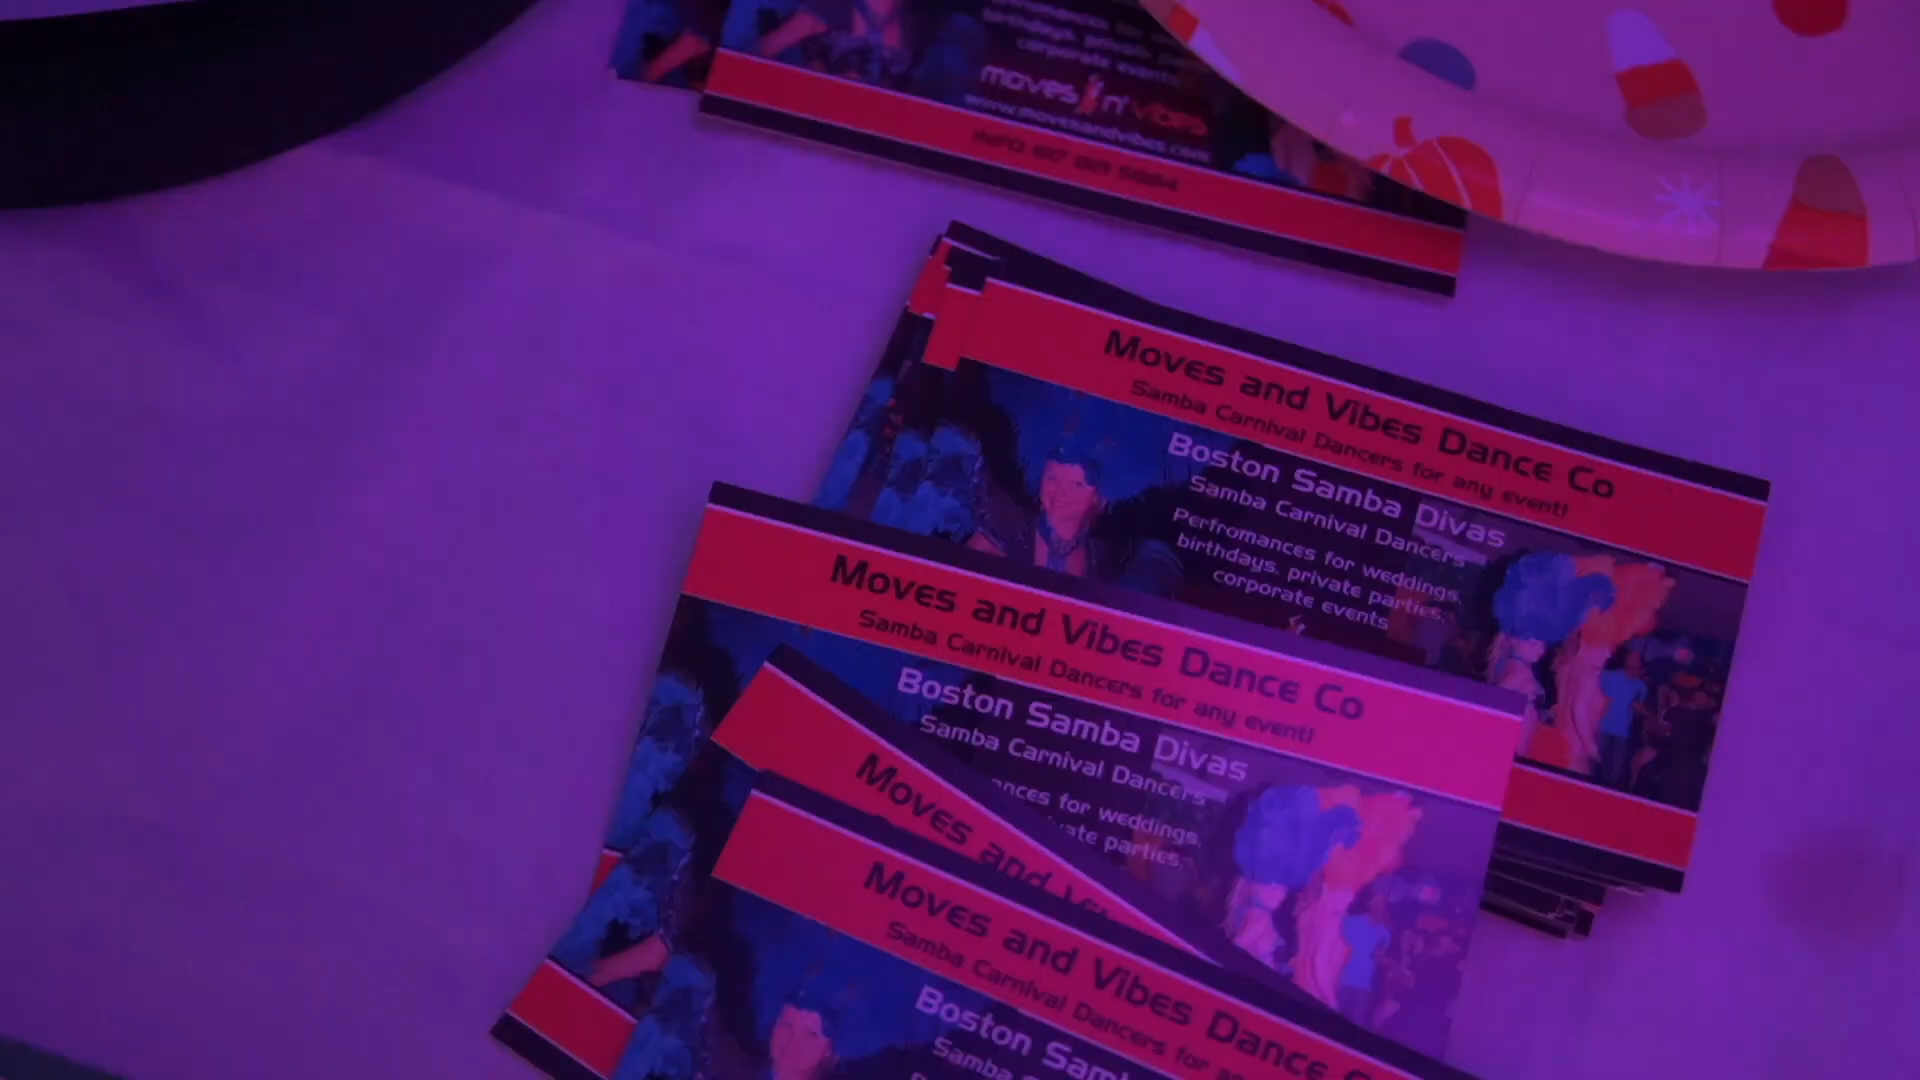 birthdays, private
corporate events
moves n' vibes
www.movesandvibes.com
Moves and Vibes Dance Co
Samba Carnival Dancers for any event!
Boston Samba Divas
Samba Carnival Dancers
Perfromances for weddings
birthdays, private parties,
corporate events
Moves and Vibes Dance Co
Samba Carnival Dancers for any event!
Boston Samba Divas
Samba Carnival Dancers
for weddings,
parties,
Moves and
Moves and Vibes Dance
Samba Carnival Dancers for
Boston
Samba